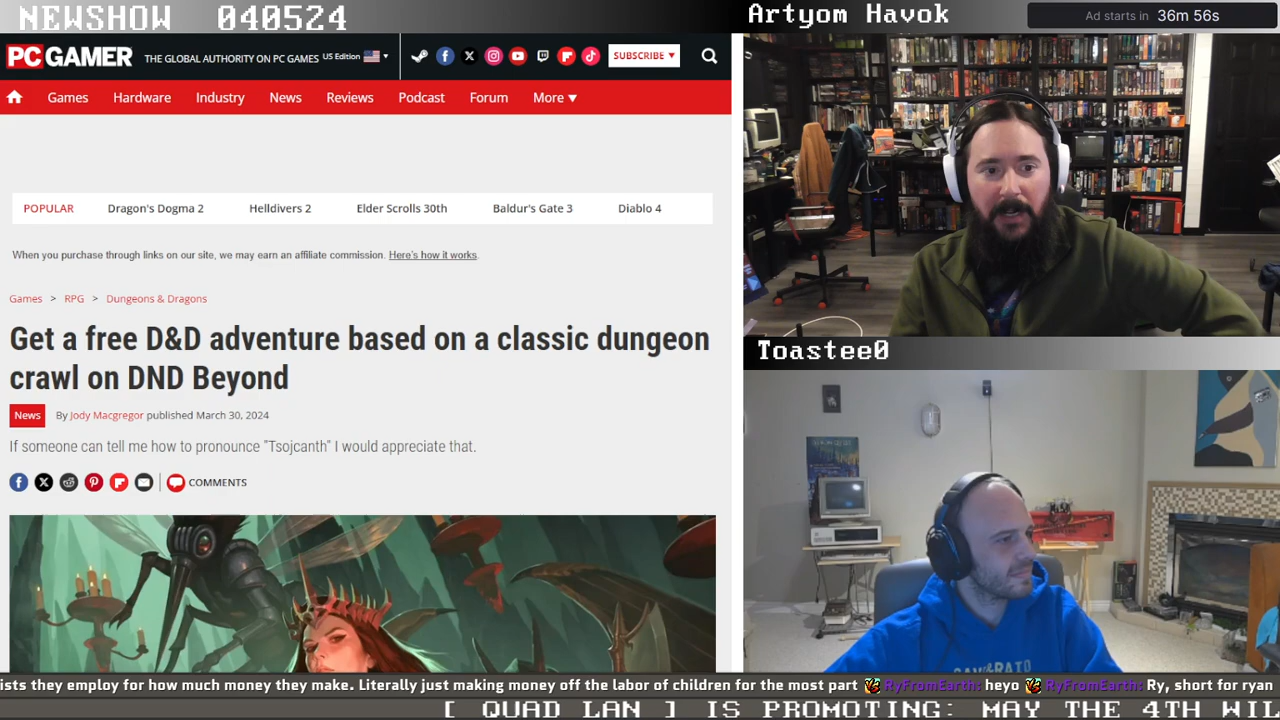 NEWSHOW 040524
Artyom Havok
Ad starts in 36m 56s
PC GAMER THE GLOBAL AUTHORITY ON PC GAMES US Edition SUBSCRIBE
Games Hardware Industry News Reviews Podcast Forum More
POPULAR Dragon's Dogma 2 Helldivers 2 Elder Scrolls 30th Baldur's Gate 3 Diablo 4
When you purchase through links on our site, we may earn an affiliate commission. Here's how it works.
Games > RPG > Dungeons & Dragons
Get a free D&D adventure based on a classic dungeon
crawl on DND Beyond
News By Jody Macgregor published March 30, 2024
If someone can tell me how to pronounce "Tsojcanth" I would appreciate that.
COMMENTS
Toastee0
ists they employ for how much money they make. Literally just making money off the labor of children for the most part RyFromEarth: heyo RyFromEarth: Ry, short for ryan
[ QUAD LAN ] IS PROMOTING: MAY THE 4TH WIL